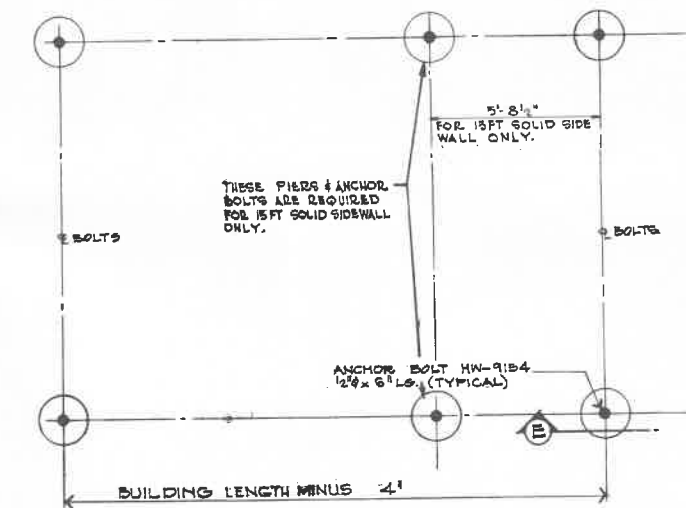 5'-8½"
FOR 15FT SOLID SIDE
WALL ONLY.
THESE PIERS & ANCHOR
BOLTS ARE REQUIRED
FOR 15FT SOLID SIDEWALL
ONLY.
℄ BOLTS
℄ BOLTS
ANCHOR BOLT HW-9154
½"φ x 6" LG. (TYPICAL)
E
BUILDING LENGTH MINUS 4'